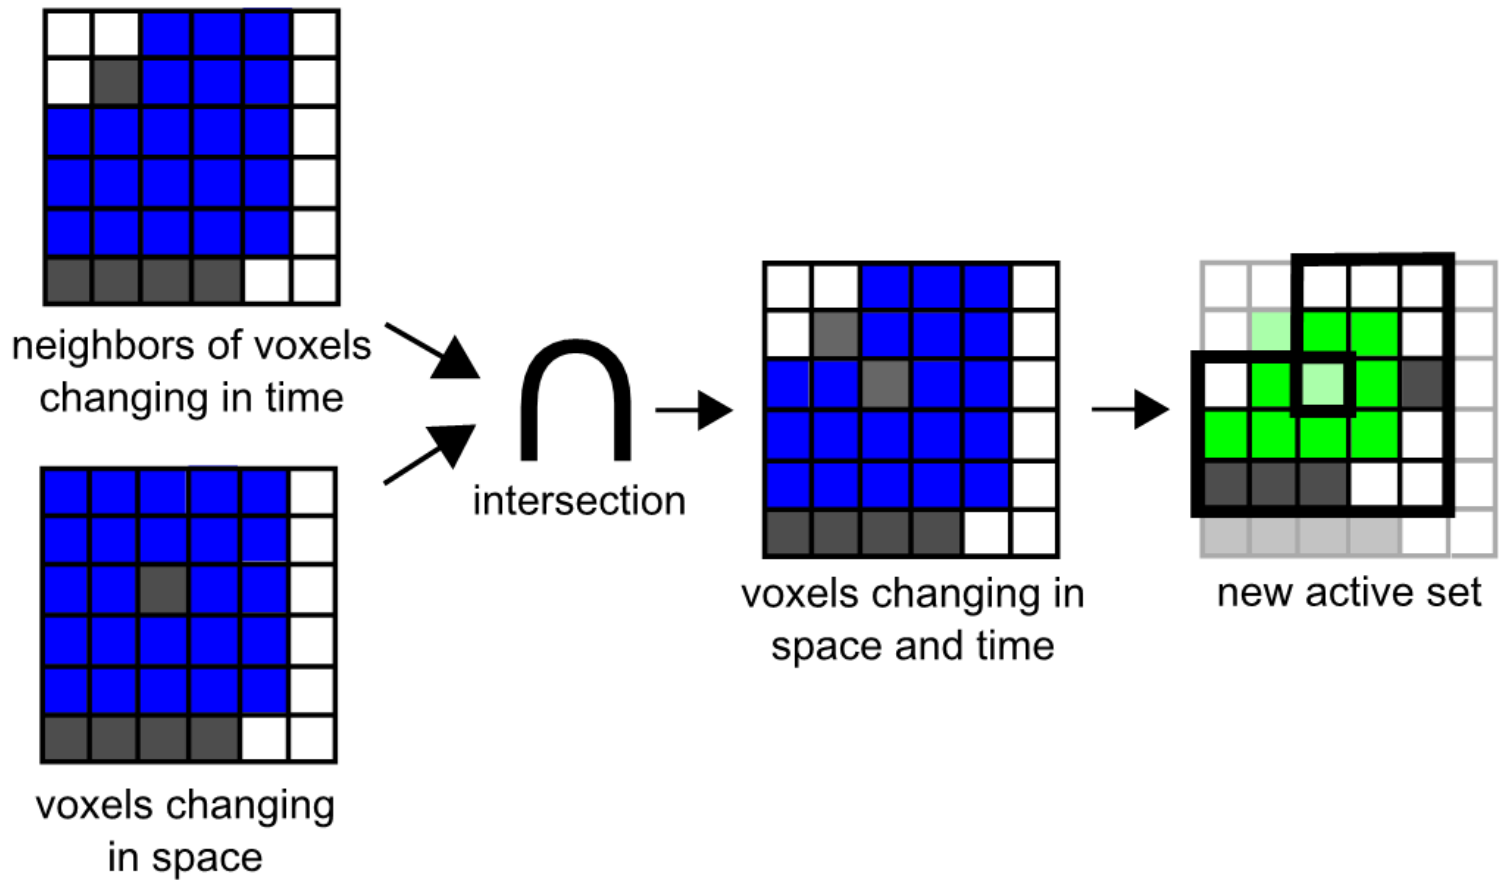 neighbors of voxels
changing in time
voxels changing
in space
intersection
voxels changing in
space and time
new active set